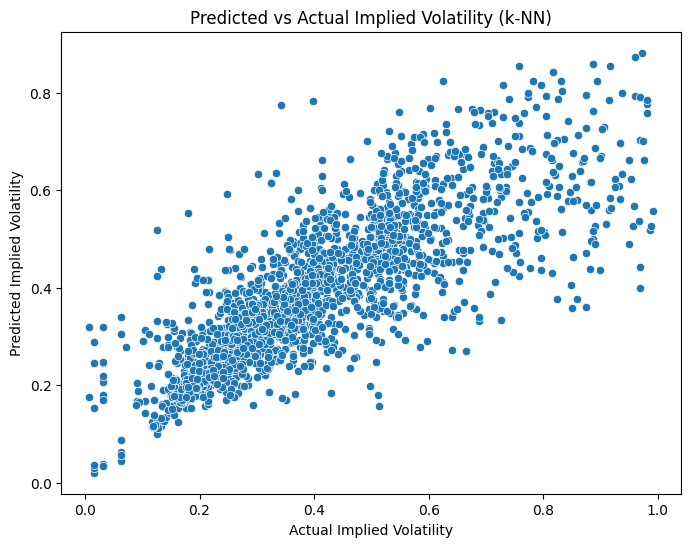 Predicted vs Actual Implied Volatility (k-NN)
Predicted Implied Volatility
0.8
0.6
0.4
0.2
0.0
0.0 0.2 0.4 0.6 0.8 1.0
Actual Implied Volatility